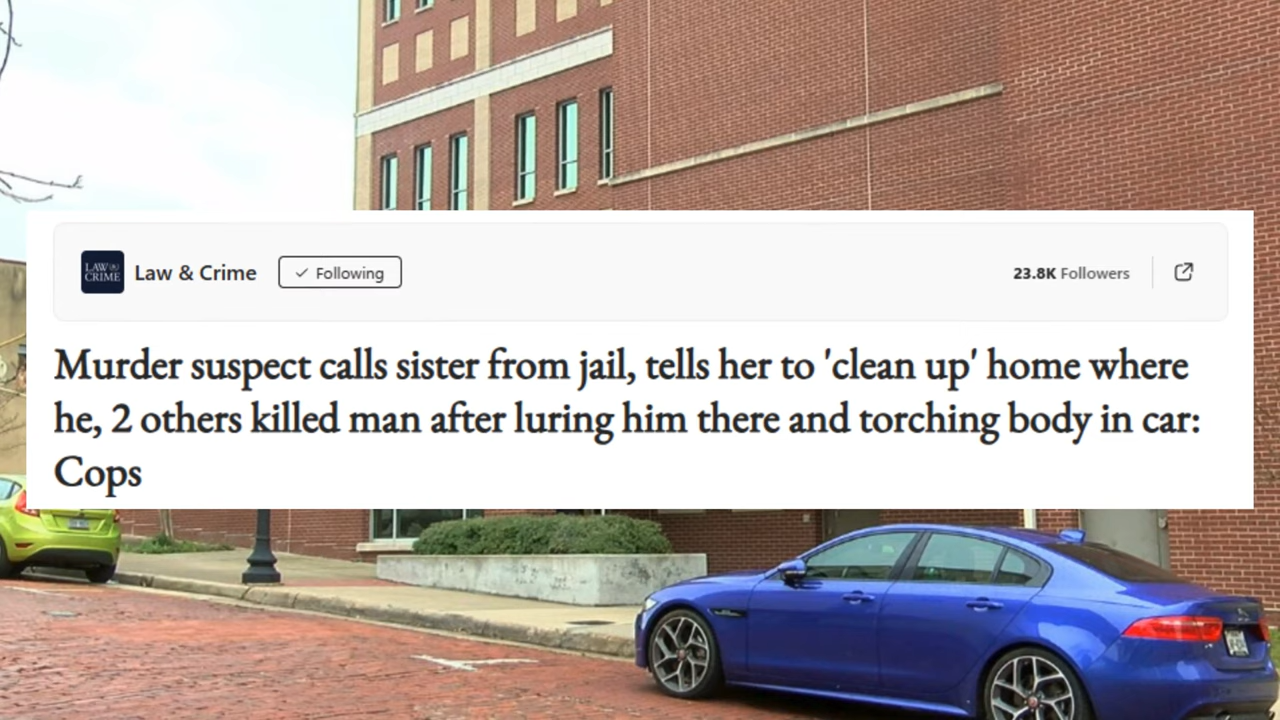 LAW & CRIME
Law & Crime
Following
23.8K Followers
Murder suspect calls sister from jail, tells her to 'clean up' home where
he, 2 others killed man after luring him there and torching body in car:
Cops